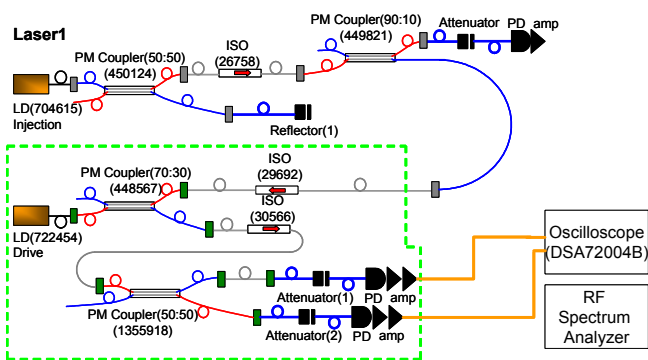 Laser1
PM Coupler(50:50)
(450124)
ISO
(26758)
PM Coupler(90:10)
(449821)
Attenuator
PD amp
LD(704615)
Injection
Reflector(1)
PM Coupler(70:30)
(448567)
ISO
(29692)
ISO
(30566)
LD(722454)
Drive
Attenuator(1) PD amp
PM Coupler(50:50)
(1355918)
Attenuator(2) PD amp
Oscilloscope
(DSA72004B)
RF
Spectrum
Analyzer